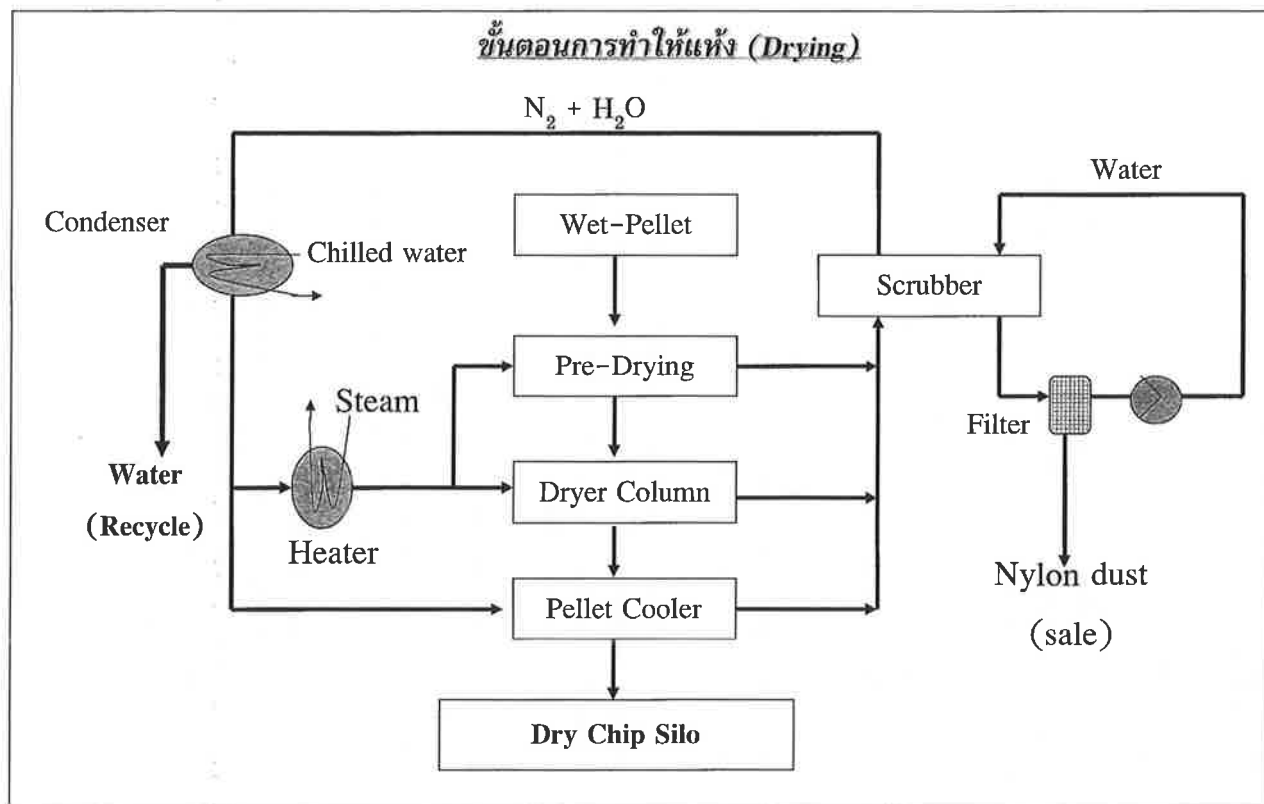 ขั้นตอนการทำให้แห้ง (Drying)
N₂ + H₂O
Water
Condenser
Wet-Pellet
Chilled water
Scrubber
Pre-Drying
Steam
Filter
Water
(Recycle)
Dryer Column
Heater
Nylon dust
(sale)
Pellet Cooler
Dry Chip Silo